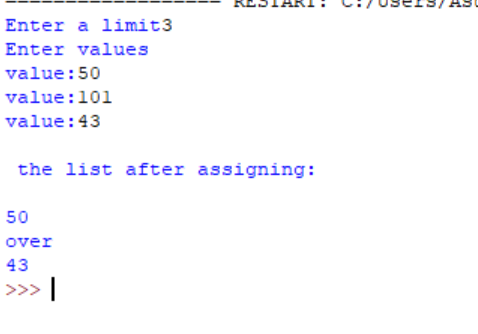 =================== RESTART: C:/Users/As
Enter a limit3
Enter values
value:50
value:101
value:43
 the list after assigning:
50
over
43
>>>